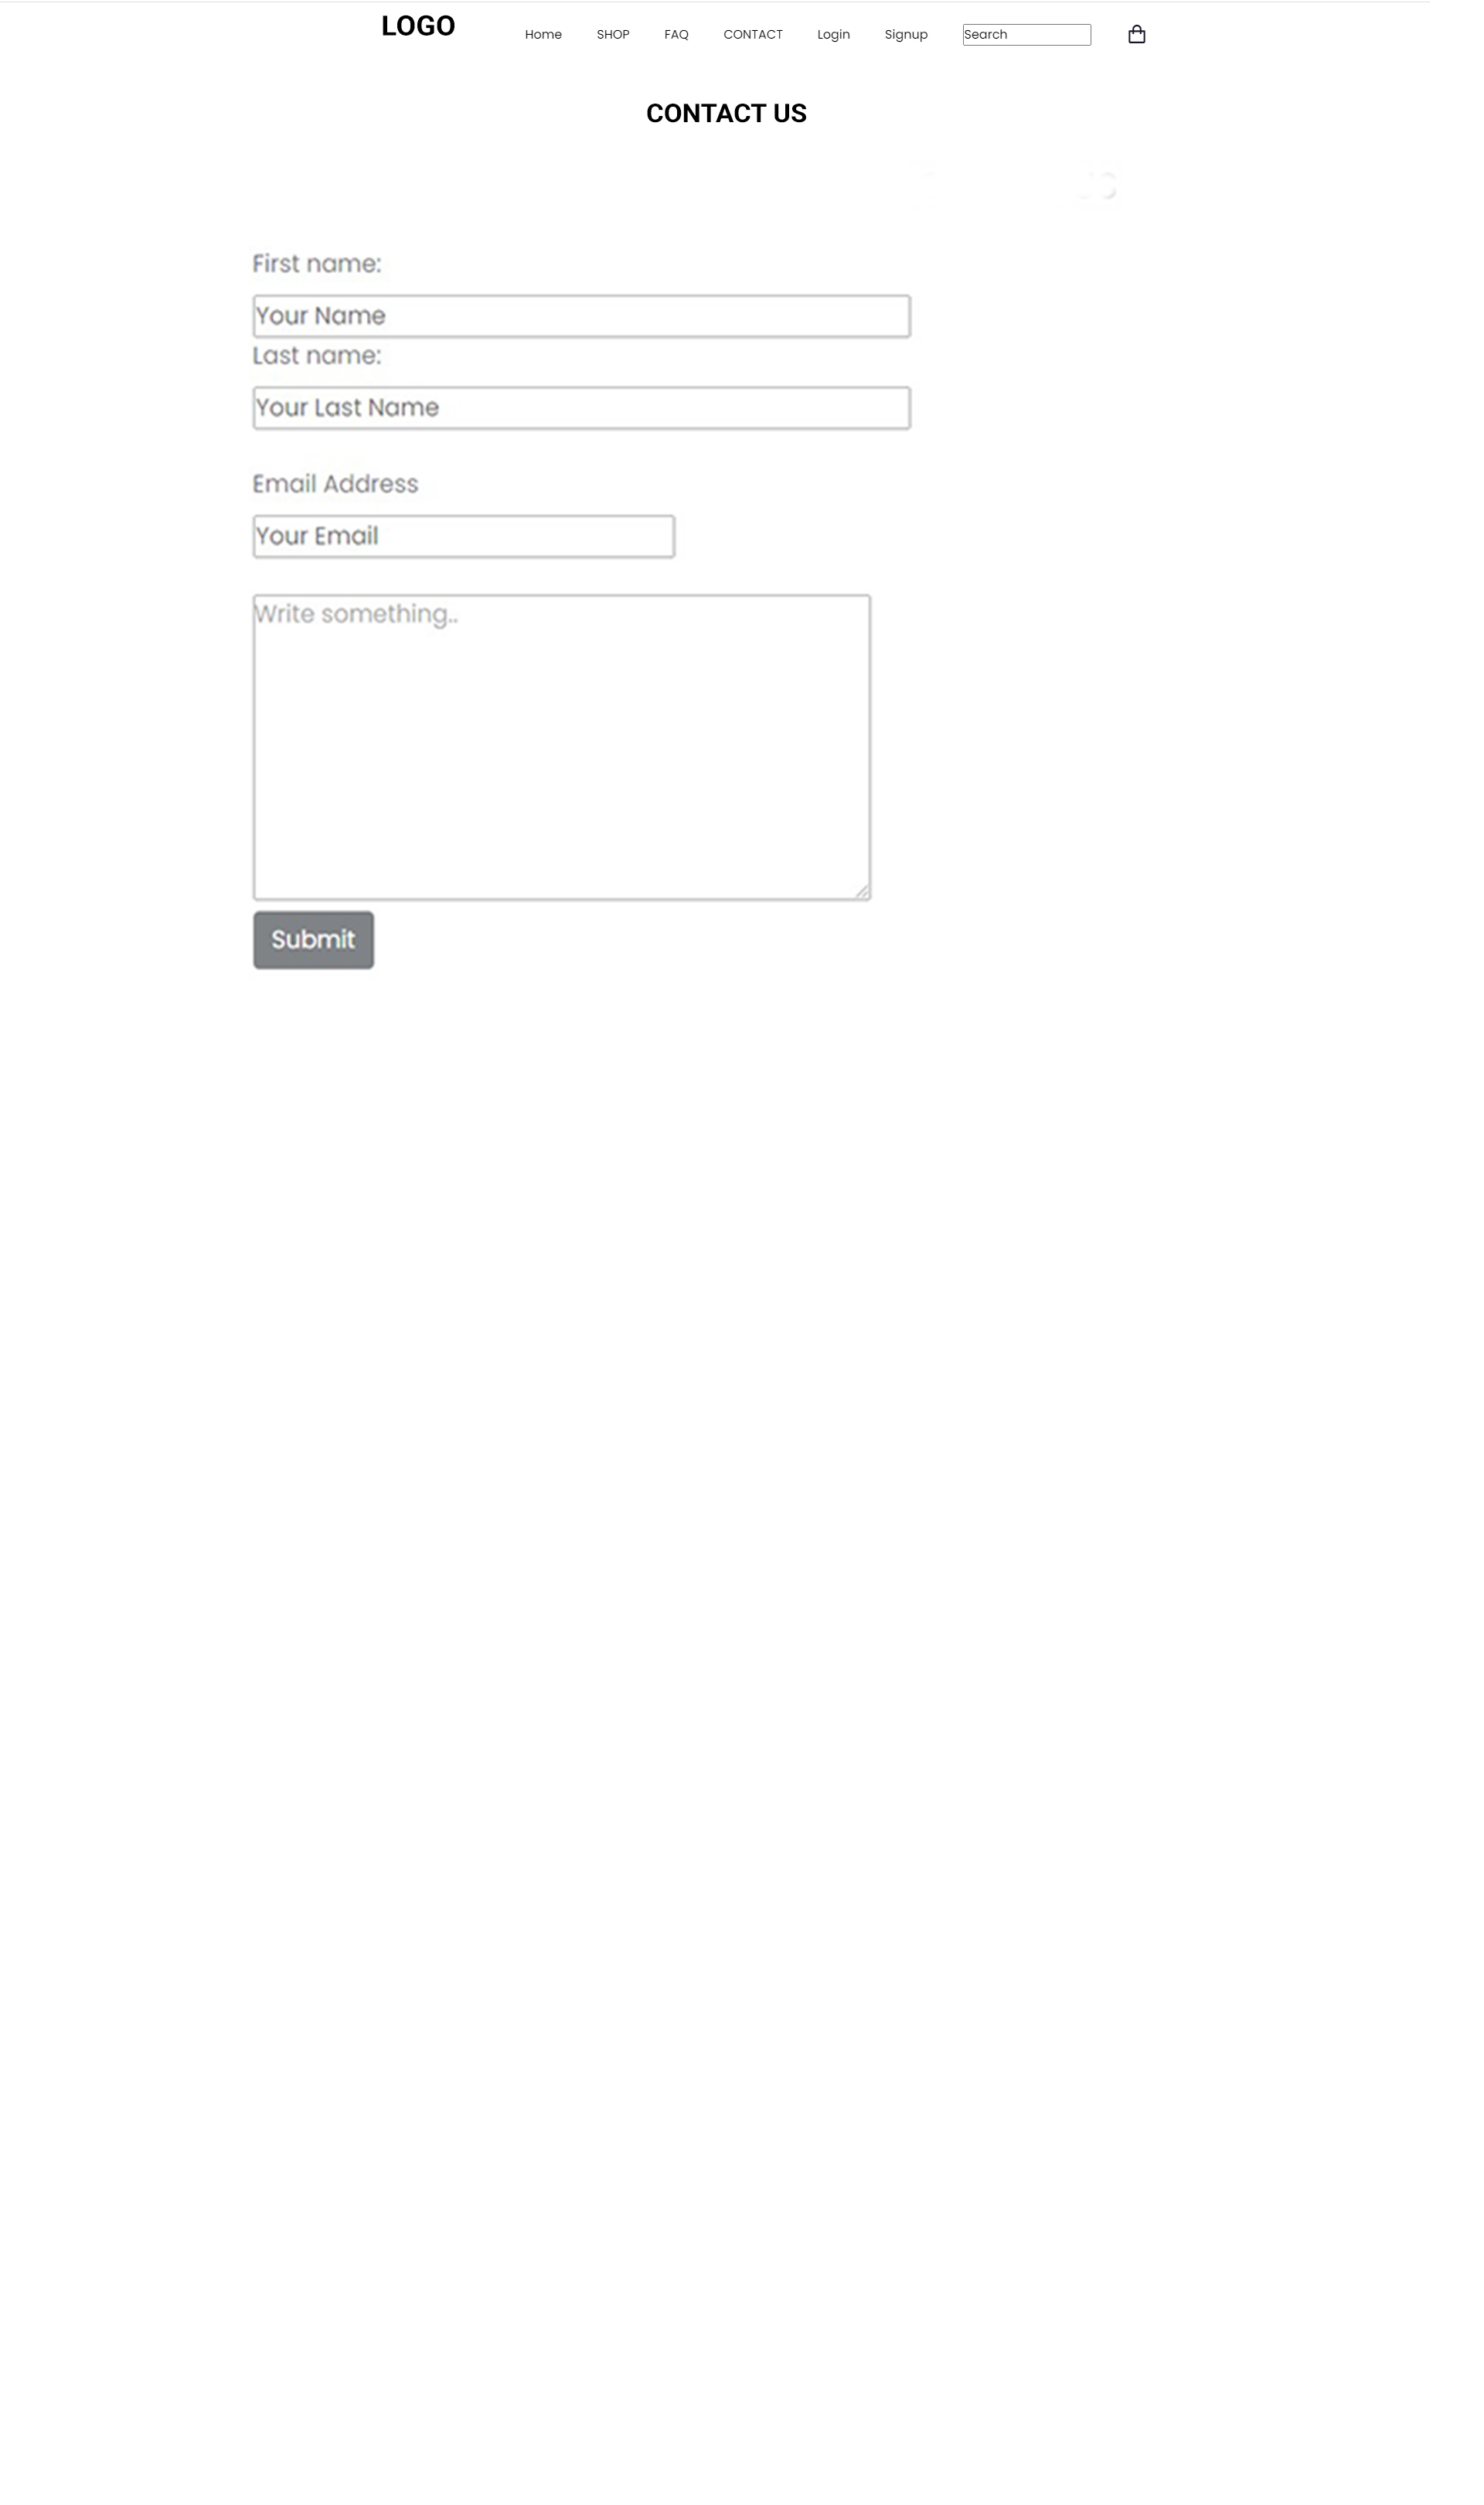 LOGO
Home SHOP FAQ CONTACT Login Signup Search
CONTACT US
First name:
Your Name
Last name:
Your Last Name
Email Address
Your Email
Write something..
Submit